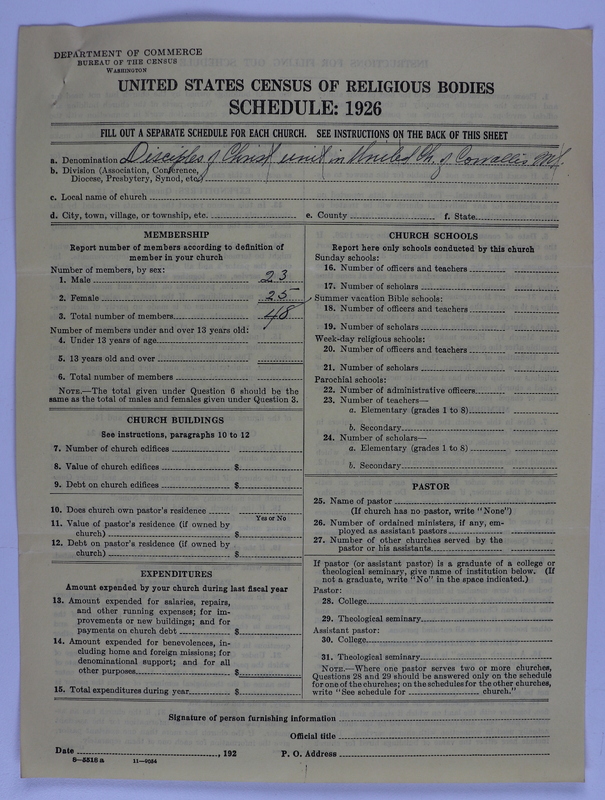 DEPARTMENT OF COMMERCE
BUREAU OF THE CENSUS
WASHINGTON
UNITED STATES CENSUS OF RELIGIOUS BODIES
SCHEDULE: 1926
FILL OUT A SEPARATE SCHEDULE FOR EACH CHURCH. SEE INSTRUCTIONS ON THE BACK OF THIS SHEET
a. Denomination Disciples of Christ unit in United Ch. of Corvallis Mt.
b. Division (Association, Conference,
Diocese, Presbytery, Synod, etc.)
c. Local name of church
d. City, town, village, or township, etc. e. County f. State
MEMBERSHIP
Report number of members according to definition of
member in your church
Number of members, by sex:
1. Male 23
2. Female 25
3. Total number of members 48
Number of members under and over 13 years old:
4. Under 13 years of age
5. 13 years old and over
6. Total number of members
NOTE.—The total given under Question 6 should be the
same as the total of males and females given under Question 3.
CHURCH BUILDINGS
See instructions, paragraphs 10 to 12
7. Number of church edifices
8. Value of church edifices $
9. Debt on church edifices $
10. Does church own pastor's residence
Yes or No
11. Value of pastor's residence (if owned by
church) $
12. Debt on pastor's residence (if owned by
church) $
EXPENDITURES
Amount expended by your church during last fiscal year
13. Amount expended for salaries, repairs,
and other running expenses; for im-
provements or new buildings; and for
payments on church debt $
14. Amount expended for benevolences, in-
cluding home and foreign missions; for
denominational support; and for all
other purposes $
15. Total expenditures during year $
CHURCH SCHOOLS
Report here only schools conducted by this church
Sunday schools:
16. Number of officers and teachers
17. Number of scholars
Summer vacation Bible schools:
18. Number of officers and teachers
19. Number of scholars
Week-day religious schools:
20. Number of officers and teachers
21. Number of scholars
Parochial schools:
22. Number of administrative officers
23. Number of teachers—
a. Elementary (grades 1 to 8)
b. Secondary
24. Number of scholars—
a. Elementary (grades 1 to 8)
b. Secondary
PASTOR
25. Name of pastor
(If church has no pastor, write "None")
26. Number of ordained ministers, if any, em-
ployed as assistant pastors
27. Number of other churches served by the
pastor or his assistants
If pastor (or assistant pastor) is a graduate of a college or
theological seminary, give name of institution below. (If
not a graduate, write "No" in the space indicated.)
Pastor:
28. College
29. Theological seminary
Assistant pastor:
30. College
31. Theological seminary
NOTE.—Where one pastor serves two or more churches,
Questions 28 and 29 should be answered only on the schedule
for one of the churches; on the schedules for the other churches,
write "See schedule for church."
Signature of person furnishing information
Official title
Date , 192 P. O. Address
8—5518 a 11—9054